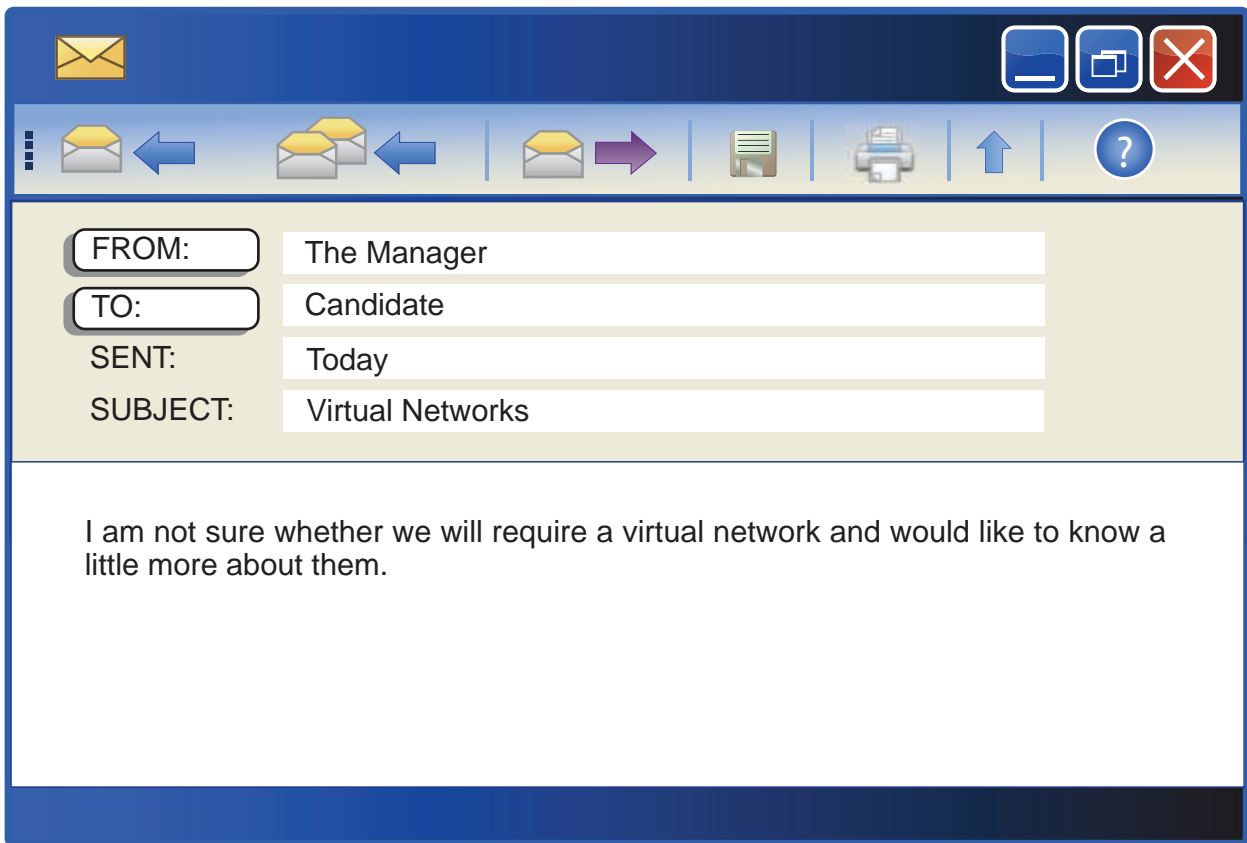 ?
FROM: The Manager
TO: Candidate
SENT: Today
SUBJECT: Virtual Networks
I am not sure whether we will require a virtual network and would like to know a
little more about them.